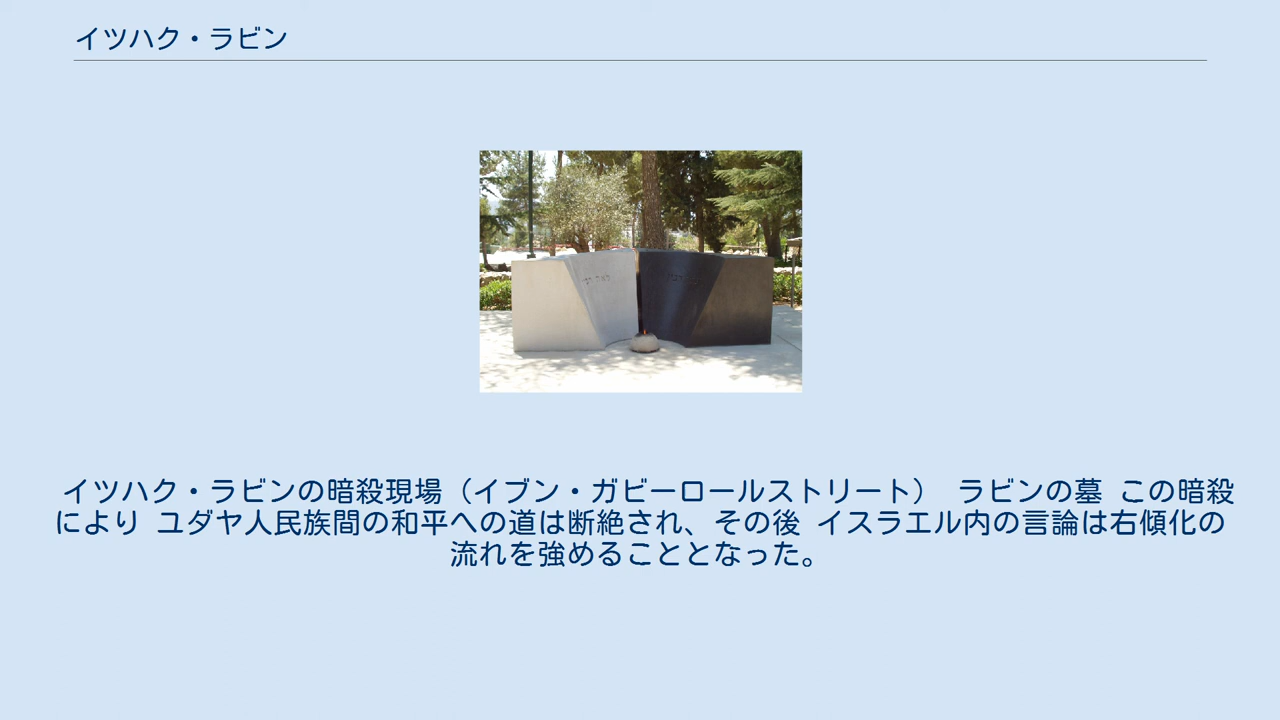 イツハク・ラビン
イツハク・ラビンの暗殺現場（イブン・ガビーロールストリート） ラビンの墓 この暗殺
により ユダヤ人民族間の和平への道は断絶され、その後 イスラエル内の言論は右傾化の
流れを強めることとなった。